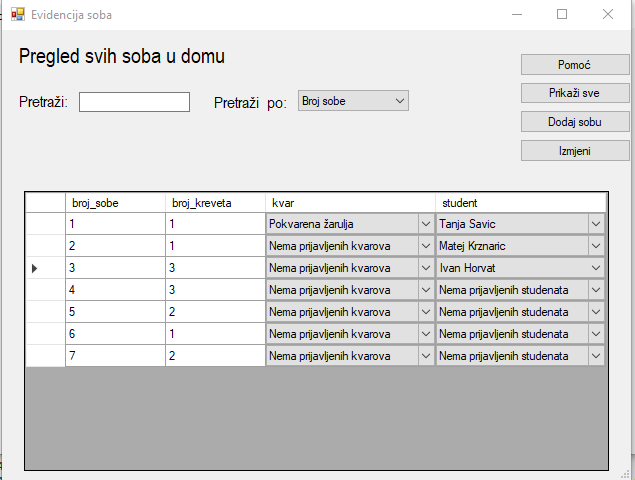 Evidencija soba
Pregled svih soba u domu
Pomoć
Pretraži:
Pretraži po: Broj sobe
Prikaži sve
Dodaj sobu
Izmjeni
broj_sobe broj_kreveta kvar student
1 1 Pokvarena žarulja Tanja Savic
2 1 Nema prijavljenih kvarova Matej Krznaric
3 3 Nema prijavljenih kvarova Ivan Horvat
4 3 Nema prijavljenih kvarova Nema prijavljenih studenata
5 2 Nema prijavljenih kvarova Nema prijavljenih studenata
6 1 Nema prijavljenih kvarova Nema prijavljenih studenata
7 2 Nema prijavljenih kvarova Nema prijavljenih studenata